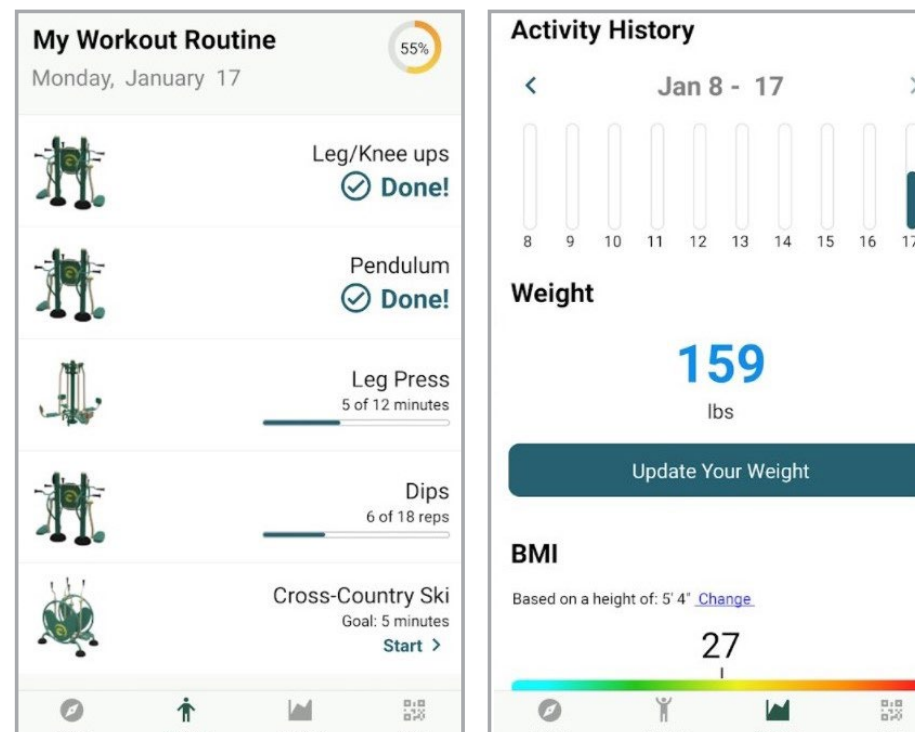 My Workout Routine
55%
Monday, January 17
Leg/Knee ups
Done!
Pendulum
Done!
Leg Press
5 of 12 minutes
Dips
6 of 18 reps
Cross-Country Ski
Goal: 5 minutes
Start >
Activity History
< Jan 8 - 17 >
8 9 10 11 12 13 14 15 16 17
Weight
159
lbs
Update Your Weight
BMI
Based on a height of: 5' 4" Change
27